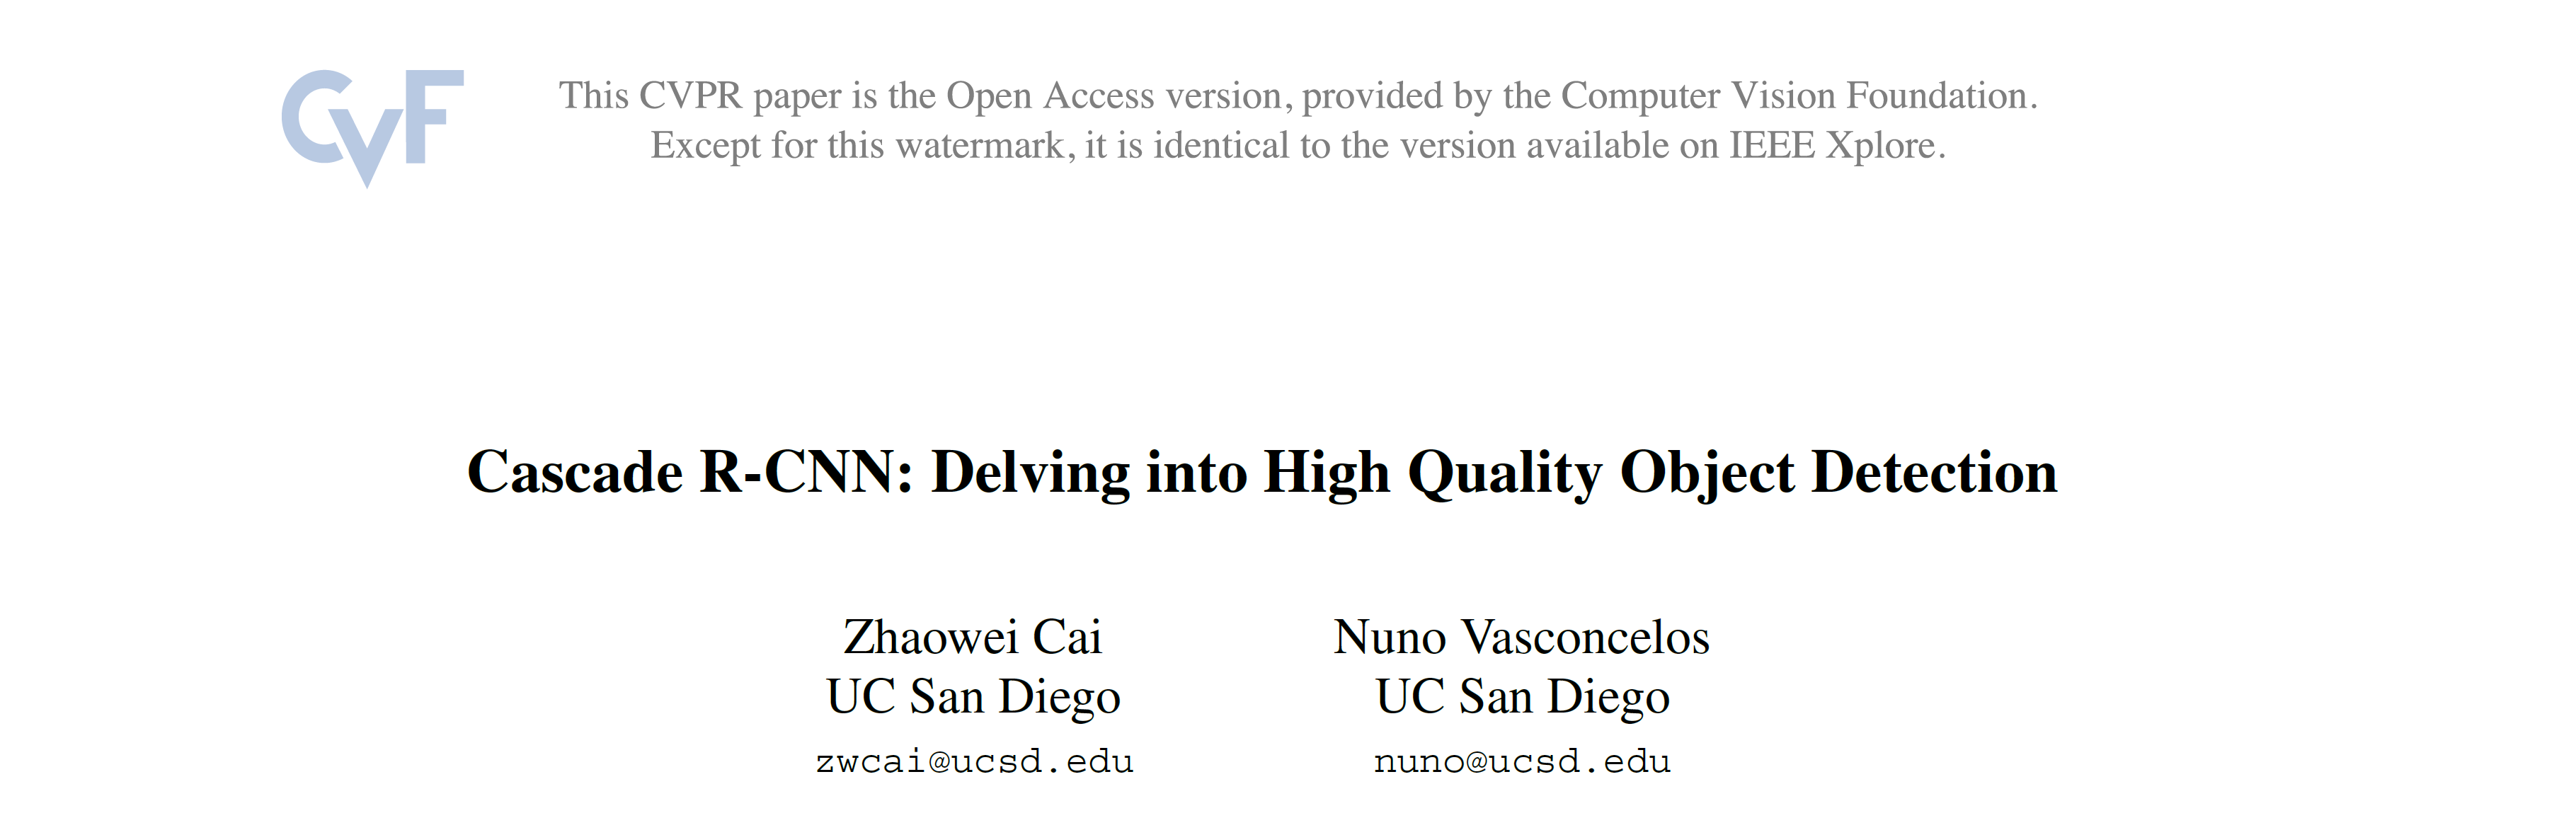 CVF
This CVPR paper is the Open Access version, provided by the Computer Vision Foundation.
Except for this watermark, it is identical to the version available on IEEE Xplore.
Cascade R-CNN: Delving into High Quality Object Detection
Zhaowei Cai
UC San Diego
zwcai@ucsd.edu
Nuno Vasconcelos
UC San Diego
nuno@ucsd.edu